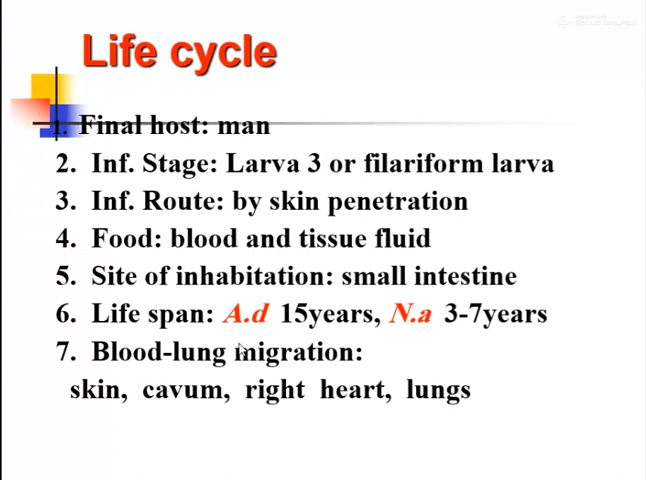 Life cycle
1. Final host: man
2. Inf. Stage: Larva 3 or filariform larva
3. Inf. Route: by skin penetration
4. Food: blood and tissue fluid
5. Site of inhabitation: small intestine
6. Life span: A.d 15years, N.a 3-7years
7. Blood-lung migration:
skin, cavum, right heart, lungs